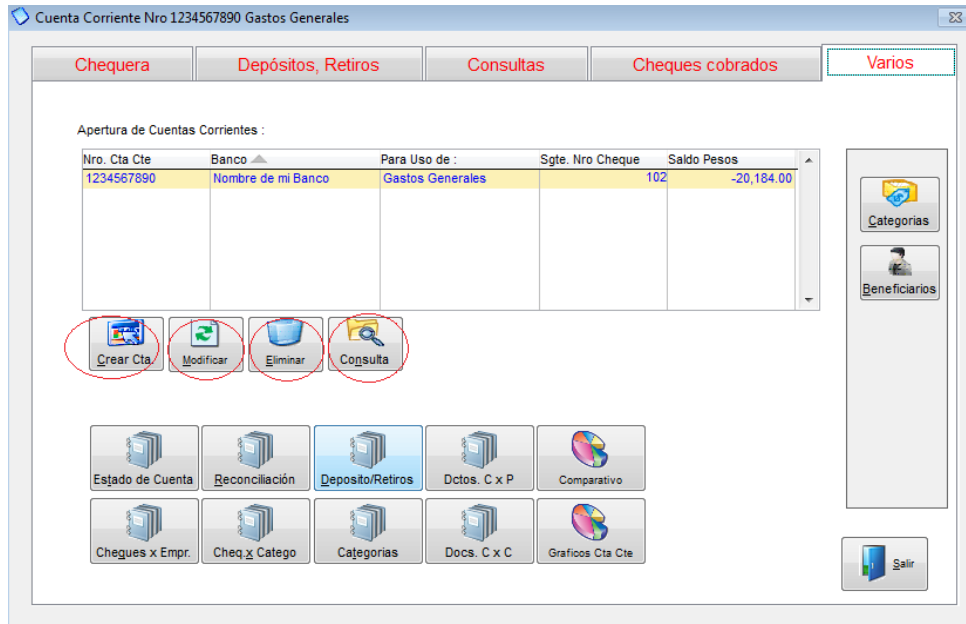 Cuenta Corriente Nro 1234567890 Gastos Generales
Chequera Depósitos, Retiros Consultas Cheques cobrados Varios
Apertura de Cuentas Corrientes :
Nro. Cta Cte Banco Para Uso de : Sgte. Nro Cheque Saldo Pesos
1234567890 Nombre de mi Banco Gastos Generales 102 -20,184.00
Categorias
Beneficiarios
Crear Cta. Modificar Eliminar Consulta
Estado de Cuenta Reconciliación Deposito/Retiros Dctos. C x P Comparativo
Cheques x Empr. Cheq.x Catego Categorias Docs. C x C Graficos Cta Cte
Salir